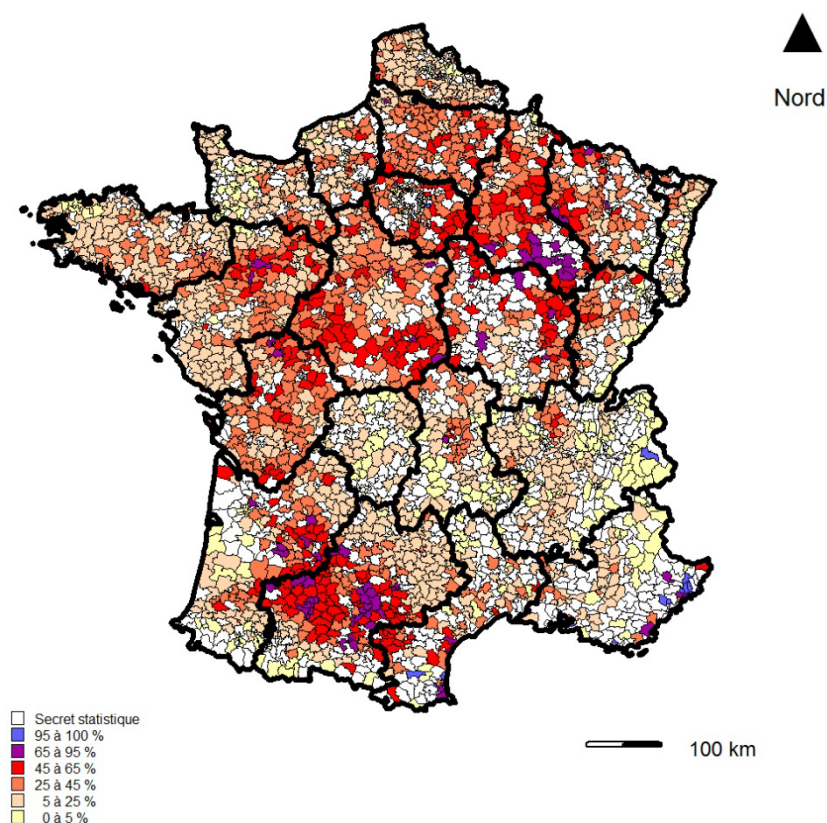 Nord
Secret statistique
95 à 100 %
65 à 95 %
45 à 65 %
25 à 45 %
5 à 25 %
0 à 5 %
100 km